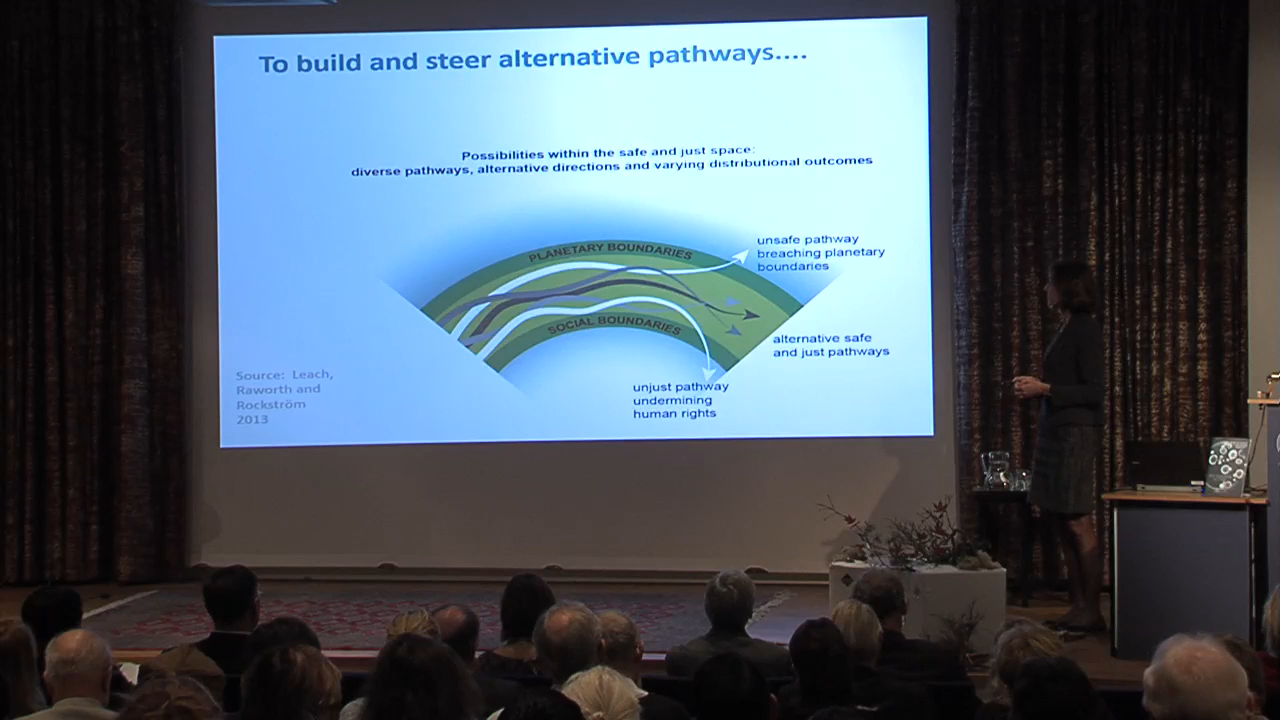 To build and steer alternative pathways....
Possibilities within the safe and just space:
diverse pathways, alternative directions and varying distributional outcomes
PLANETARY BOUNDARIES
unsafe pathway
breaching planetary
boundaries
SOCIAL BOUNDARIES
alternative safe
and just pathways
Source: Leach,
Raworth and
Rockström
2013
unjust pathway
undermining
human rights